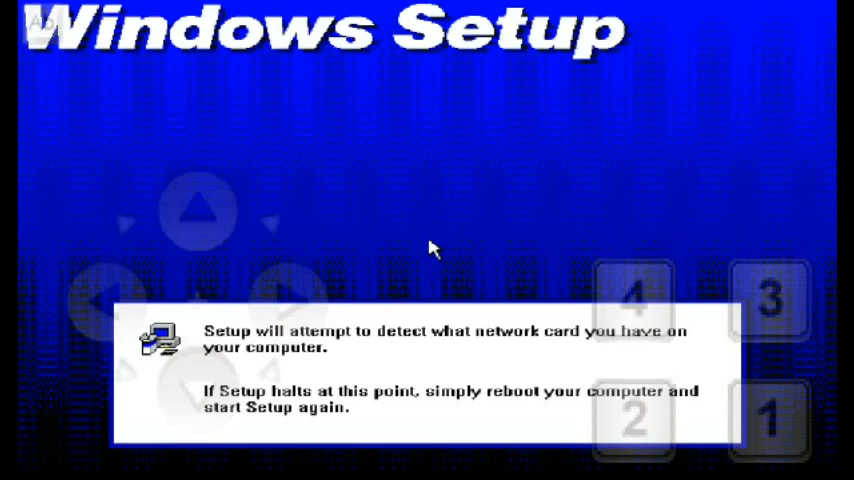 Windows Setup
Ab
Setup will attempt to detect what network card you have on
your computer.
If Setup halts at this point, simply reboot your computer and
start Setup again.
4
3
2
1